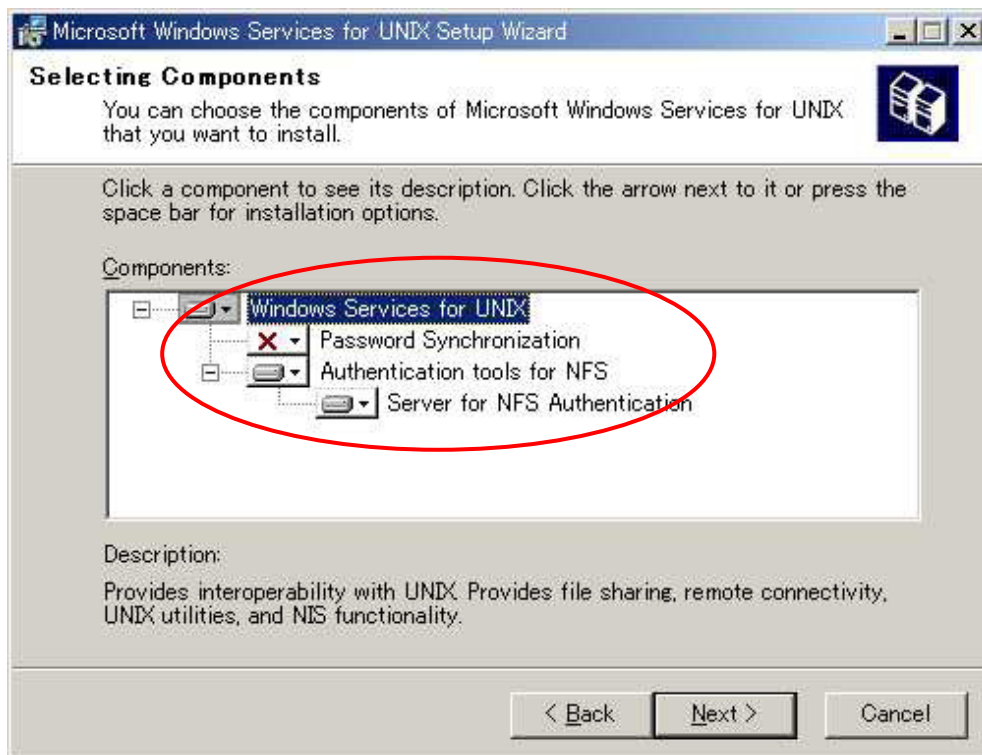 Microsoft Windows Services for UNIX Setup Wizard
Selecting Components
You can choose the components of Microsoft Windows Services for UNIX
that you want to install.
Click a component to see its description. Click the arrow next to it or press the
space bar for installation options.
Components:
Windows Services for UNIX
Password Synchronization
Authentication tools for NFS
Server for NFS Authentication
Description:
Provides interoperability with UNIX. Provides file sharing, remote connectivity,
UNIX utilities, and NIS functionality.
< Back
Next >
Cancel